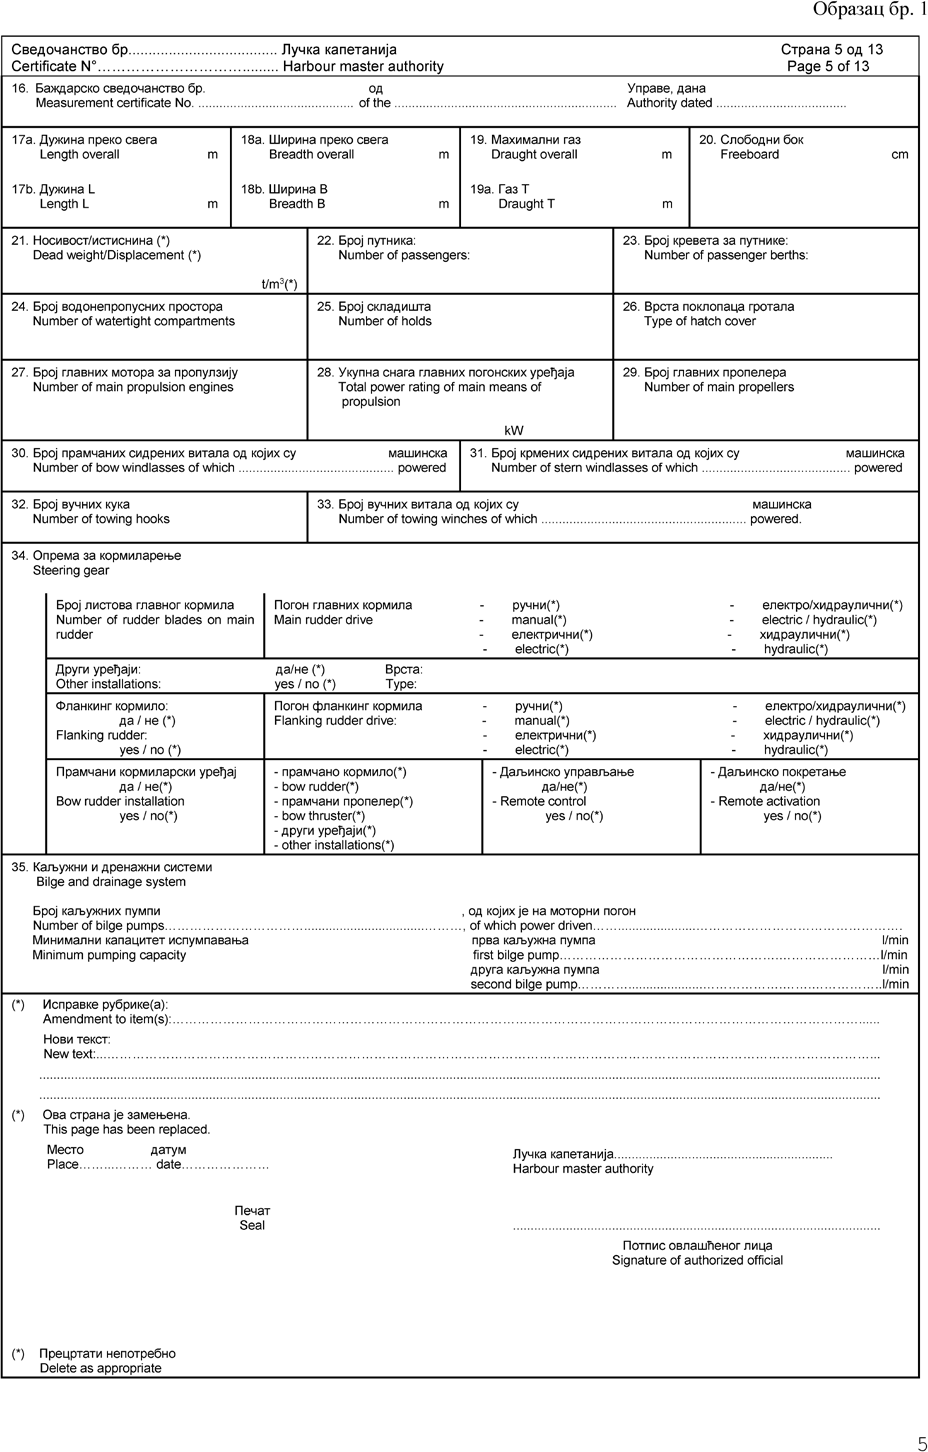 Образац бр. 1
Сведочанство бр..................................... Лучка капетанија Страна 5 од 13
Certificate N°…………………………......... Harbour master authority Page 5 of 13
16. Баждарско сведочанство бр. од Управе, дана
Measurement certificate No. ............................................ of the ............................................................... Authority dated .....................................
17a. Дужина преко свега 18a. Ширина преко свега 19. Махимални газ 20. Слободни бок
Length overall m Breadth overall m Draught overall m Freeboard cm
17b. Дужина L 18b. Ширина B 19a. Газ T
Length L m Breadth B m Draught T m
21. Носивост/истиснина (*) 22. Број путника: 23. Број кревета за путнике:
Dead weight/Displacement (*) Number of passengers: Number of passenger berths:
t/m³(*)
24. Број водонепропусних простора 25. Број складишта 26. Врста поклопаца гротала
Number of watertight compartments Number of holds Type of hatch cover
27. Број главних мотора за пропулзију 28. Укупна снага главних погонских уређаја 29. Број главних пропелера
Number of main propulsion engines Total power rating of main means of Number of main propellers
propulsion
kW
30. Број прамчаних сидрених витала од којих су машинска 31. Број крмених сидрених витала од којих су машинска
Number of bow windlasses of which ............................................ powered Number of stern windlasses of which .......................................... powered
32. Број вучних кука 33. Број вучних витала од којих су машинска
Number of towing hooks Number of towing winches of which .......................................................... powered.
34. Опрема за кормиларење
Steering gear
Број листова главног кормила Погон главних кормила - ручни(*) - електро/хидраулични(*)
Number of rudder blades on main Main rudder drive - manual(*) - electric / hydraulic(*)
rudder - електрични(*) - хидраулични(*)
- electric(*) - hydraulic(*)
Други уређаји: да/не (*) Врста:
Other installations: yes / no (*) Type:
Фланкинг кормило: Погон фланкинг кормила - ручни(*) - електро/хидраулични(*)
да / не (*) Flanking rudder drive: - manual(*) - electric / hydraulic(*)
Flanking rudder: - електрични(*) - хидраулични(*)
yes / no (*) - electric(*) - hydraulic(*)
Прамчани кормиларски уређај - прамчано кормило(*) - Даљинско управљање - Даљинско покретање
да / не(*) - bow rudder(*) да/не(*) да/не(*)
Bow rudder installation - прамчани пропелер(*) - Remote control - Remote activation
yes / no(*) - bow thruster(*) yes / no(*) yes / no(*)
- други уређаји(*)
- other installations(*)
35. Каљужни и дренажни системи
Bilge and drainage system
Број каљужних пумпи , од којих је на моторни погон
Number of bilge pumps……………………………..................................………, of which power driven……......................……………………………………….
Минимални капацитет испумпавања прва каљужна пумпа l/min
Minimum pumping capacity first bilge pump……………………………………………………………l/min
друга каљужна пумпа l/min
second bilge pump…………......................…………………………..l/min
(*) Исправке рубрике(а):
Amendment to item(s):…………………………………………………………………………………………………………………......
Нови текст:
New text:...…………………………………………………………………………………………………………………………………...
..............................................................................................................................................................
..............................................................................................................................................................
(*) Ова страна је замењена.
This page has been replaced.
Место датум
Place……...……… date………………… Лучка капетанија..............................................................
Harbour master authority
Печат
Seal ........................................................................................................
Потпис овлашћеног лица
Signature of authorized official
(*) Прецртати непотребно
Delete as appropriate
5